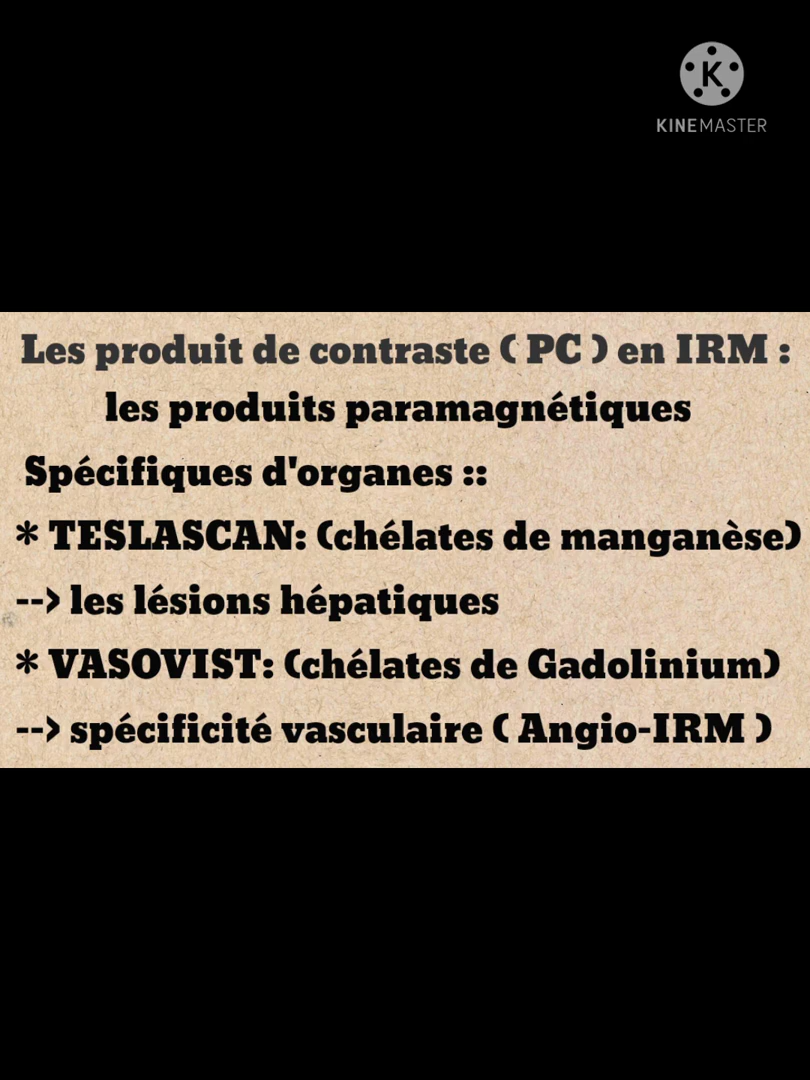 KINEMASTER
Les produit de contraste ( PC ) en IRM :
les produits paramagnétiques
Spécifiques d'organes ::
* TESLASCAN: (chélates de manganèse)
--> les lésions hépatiques
* VASOVIST: (chélates de Gadolinium)
--> spécificité vasculaire ( Angio-IRM )